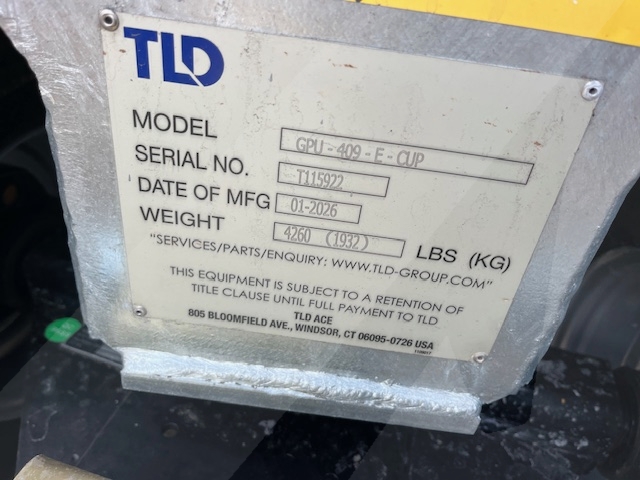 TLD
MODEL GPU-409-E-CUP
SERIAL NO. T115922
DATE OF MFG 01-2026
WEIGHT 4260 (1932) LBS (KG)
"SERVICES/PARTS/ENQUIRY: WWW.TLD-GROUP.COM"
THIS EQUIPMENT IS SUBJECT TO A RETENTION OF
TITLE CLAUSE UNTIL FULL PAYMENT TO TLD
TLD ACE
805 BLOOMFIELD AVE., WINDSOR, CT 06095-0726 USA